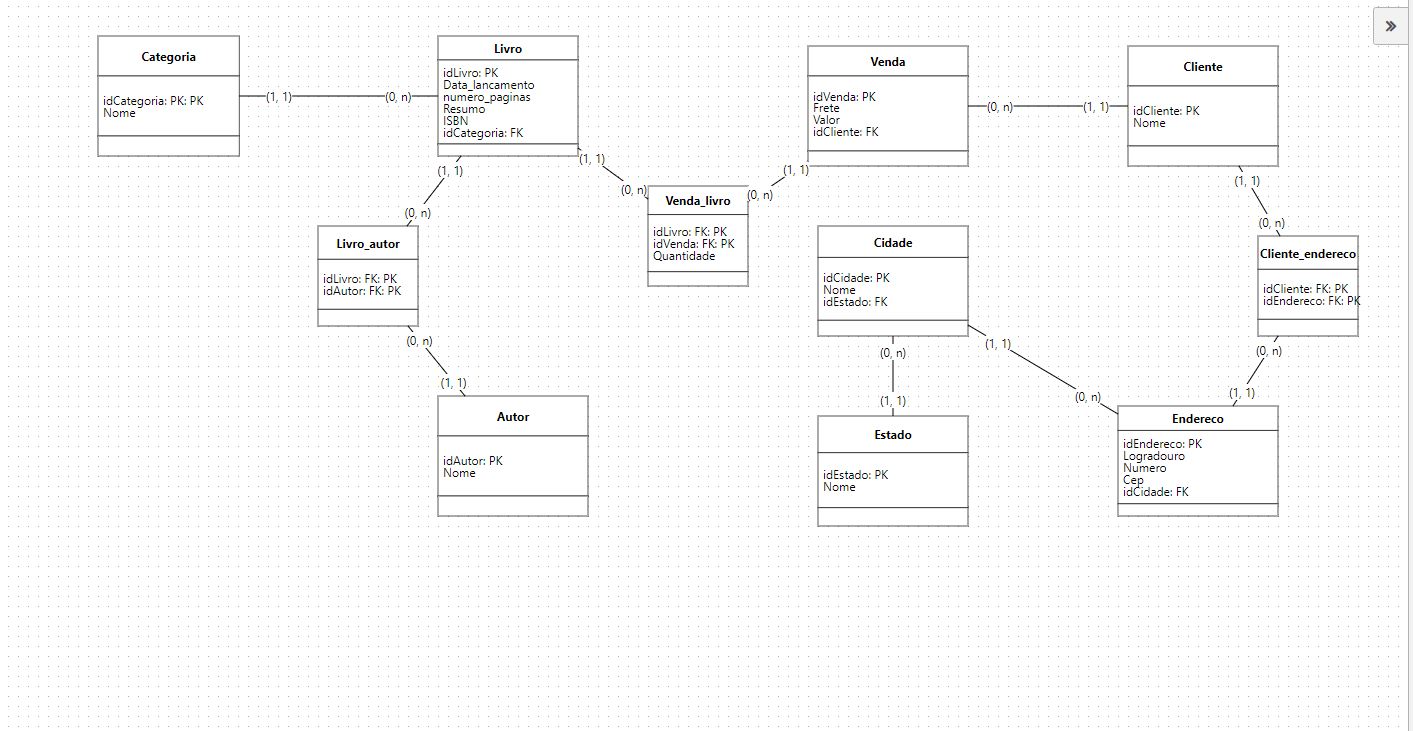 Categoria
idCategoria: PK: PK
Nome
(1, 1)
(0, n)
Livro
idLivro: PK
Data_lancamento
numero_paginas
Resumo
ISBN
idCategoria: FK
(1, 1)
(0, n)
(1, 1)
(0, n)
Venda_livro
idLivro: FK: PK
idVenda: FK: PK
Quantidade
(0, n)
(1, 1)
Venda
idVenda: PK
Frete
Valor
idCliente: FK
(0, n)
(1, 1)
Cliente
idCliente: PK
Nome
(1, 1)
(0, n)
Livro_autor
idLivro: FK: PK
idAutor: FK: PK
(0, n)
(1, 1)
Autor
idAutor: PK
Nome
Cidade
idCidade: PK
Nome
idEstado: FK
(0, n)
(1, 1)
Estado
idEstado: PK
Nome
(1, 1)
(0, n)
Cliente_endereco
idCliente: FK: PK
idEndereco: FK: PK
(0, n)
(1, 1)
Endereco
idEndereco: PK
Logradouro
Numero
Cep
idCidade: FK